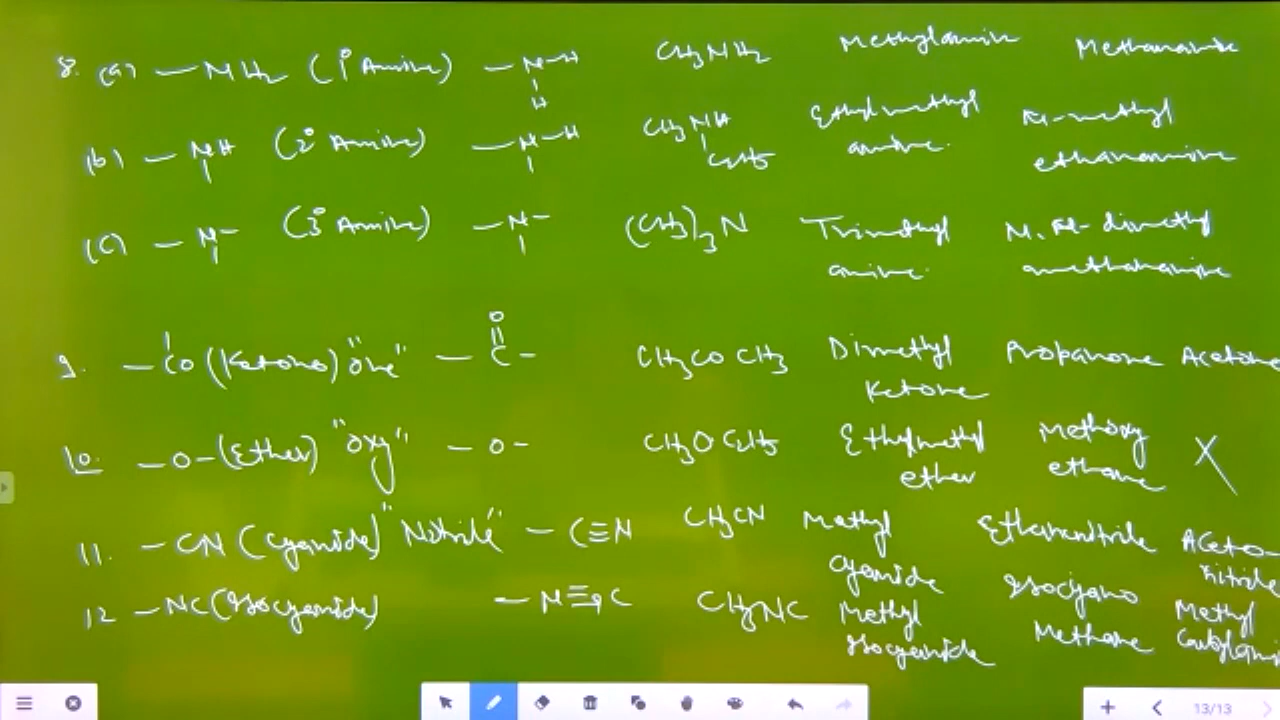 8. (a) —NH2 (1° Amine) —N—H CH3NH2 Methylamine Methanamine
H
(b) —NH (2° Amine) —N—H CH3NH Ethylmethyl N-methyl
C2H5 amine. ethanamine
(c) —N— (3° Amine) —N— (CH3)3N Trimethyl N,N-dimethyl
amine. methanamine
O
9. —CO (Ketone) "one" —C— CH3COCH3 Dimethyl Propanone Acetone
Ketone
10. —O—(Ether) "oxy" —O— CH3OC2H5 Ethylmethyl Methoxy X
ether ethane
11. —CN (Cyanide) "Nitrile" —C≡N CH3CN Methyl Ethanenitrile Aceto-
cyanide nitrile
12 —NC (Isocyanide) —N≡C CH3NC Methyl Isocyano Methyl
Isocyanide Methane
13/13